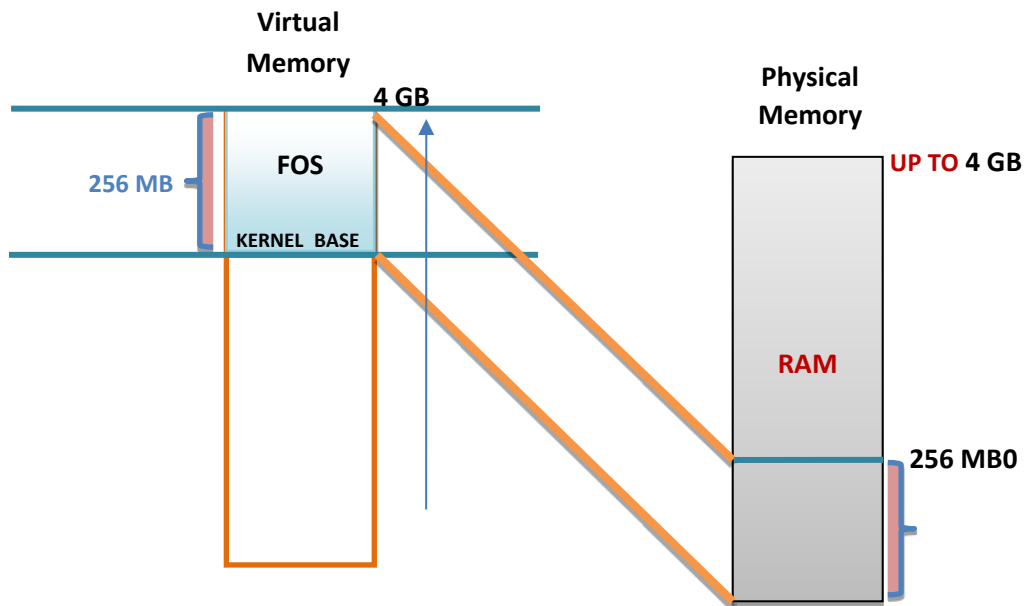 Virtual
Memory
4 GB
FOS
256 MB
KERNEL BASE
Physical
Memory
UP TO 4 GB
RAM
256 MB0